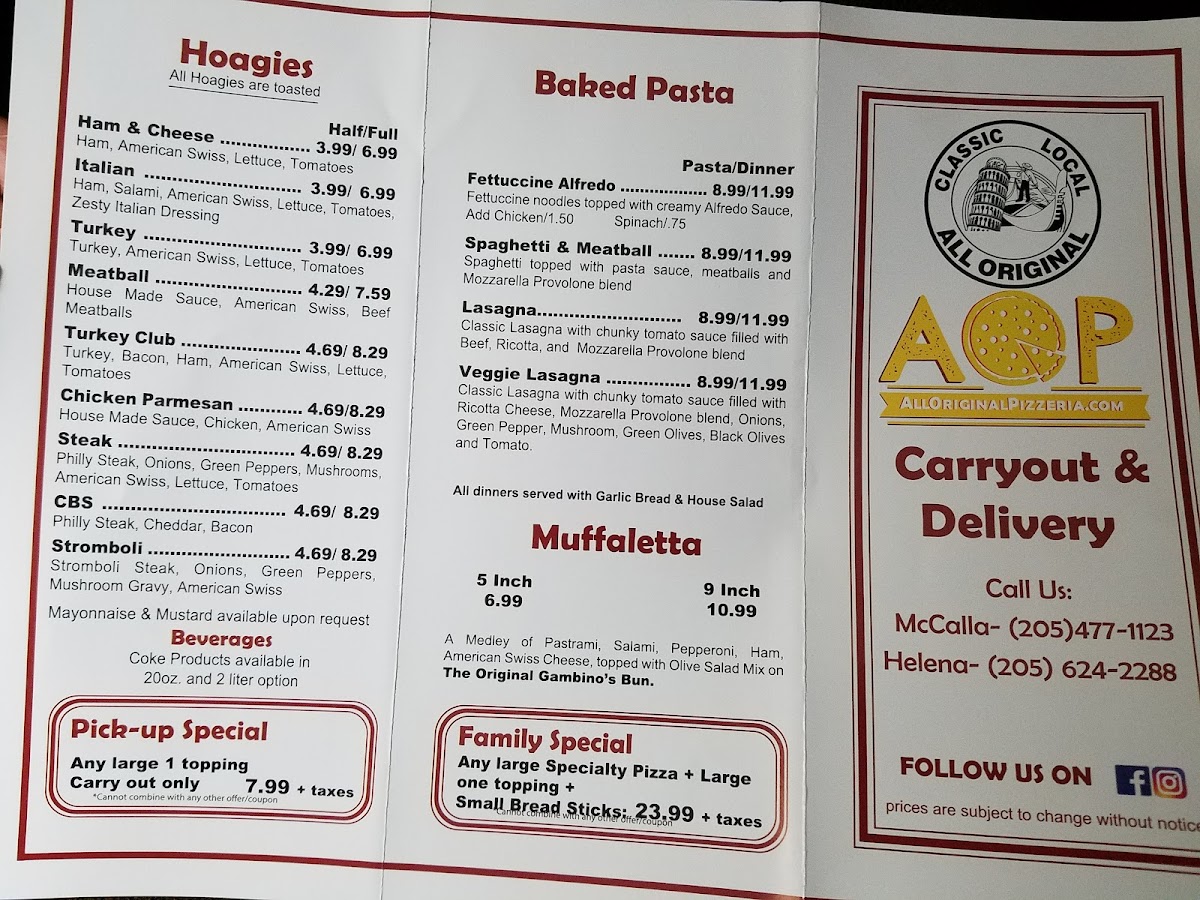 Hoagies
All Hoagies are toasted
Half/Full
Ham & Cheese ................. 3.99/ 6.99
Ham, American Swiss, Lettuce, Tomatoes
Italian ............................. 3.99/ 6.99
Ham, Salami, American Swiss, Lettuce, Tomatoes,
Zesty Italian Dressing
Turkey ............................. 3.99/ 6.99
Turkey, American Swiss, Lettuce, Tomatoes
Meatball ........................... 4.29/ 7.59
House Made Sauce, American Swiss, Beef
Meatballs
Turkey Club ...................... 4.69/ 8.29
Turkey, Bacon, Ham, American Swiss, Lettuce,
Tomatoes
Chicken Parmesan ............ 4.69/8.29
House Made Sauce, Chicken, American Swiss
Steak ................................ 4.69/ 8.29
Philly Steak, Onions, Green Peppers, Mushrooms,
American Swiss, Lettuce, Tomatoes
CBS .................................. 4.69/ 8.29
Philly Steak, Cheddar, Bacon
Stromboli .......................... 4.69/ 8.29
Stromboli Steak, Onions, Green Peppers,
Mushroom Gravy, American Swiss
Mayonnaise & Mustard available upon request
Beverages
Coke Products available in
20oz. and 2 liter option
Pick-up Special
Any large 1 topping
Carry out only 7.99 + taxes
*Cannot combine with any other offer/coupon
Baked Pasta
Pasta/Dinner
Fettuccine Alfredo ................ 8.99/11.99
Fettuccine noodles topped with creamy Alfredo Sauce,
Add Chicken/1.50 Spinach/.75
Spaghetti & Meatball ....... 8.99/11.99
Spaghetti topped with pasta sauce, meatballs and
Mozzarella Provolone blend
Lasagna........................... 8.99/11.99
Classic Lasagna with chunky tomato sauce filled with
Beef, Ricotta, and Mozzarella Provolone blend
Veggie Lasagna ................ 8.99/11.99
Classic Lasagna with chunky tomato sauce filled with
Ricotta Cheese, Mozzarella Provolone blend, Onions,
Green Pepper, Mushroom, Green Olives, Black Olives
and Tomato.
All dinners served with Garlic Bread & House Salad
Muffaletta
5 Inch 9 Inch
6.99 10.99
A Medley of Pastrami, Salami, Pepperoni, Ham,
American Swiss Cheese, topped with Olive Salad Mix on
The Original Gambino's Bun.
Family Special
Any large Specialty Pizza + Large
one topping +
Small Bread Sticks: 23.99 + taxes
*Cannot combine with any other offer/coupon
CLASSIC LOCAL
ALL ORIGINAL
AOP
ALLORIGINALPIZZERIA.COM
Carryout &
Delivery
Call Us:
McCalla- (205)477-1123
Helena- (205) 624-2288
FOLLOW US ON
prices are subject to change without notice